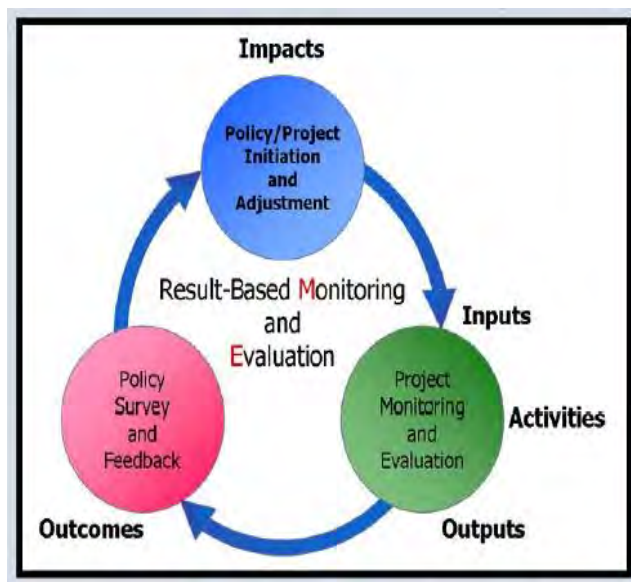 Impacts
Policy/Project
Initiation
and
Adjustment
Result-Based Monitoring
and
Evaluation
Inputs
Project
Monitoring
and
Evaluation
Activities
Outputs
Policy
Survey
and
Feedback
Outcomes